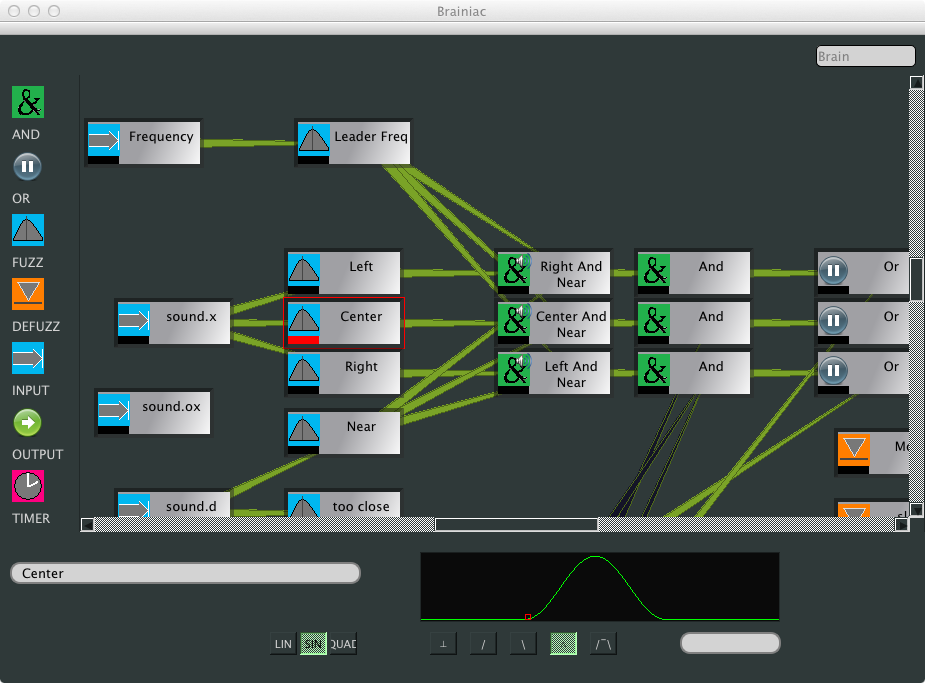 Brainiac
Brain
AND
OR
FUZZ
DEFUZZ
INPUT
OUTPUT
TIMER
Frequency
Leader Freq
Left
Right And
Near
And
Or
sound.x
Center
Center And
Near
And
Or
Right
Left And
Near
And
Or
sound.ox
Near
Me
sound.d
too close
Center
LIN
SIN
QUAD